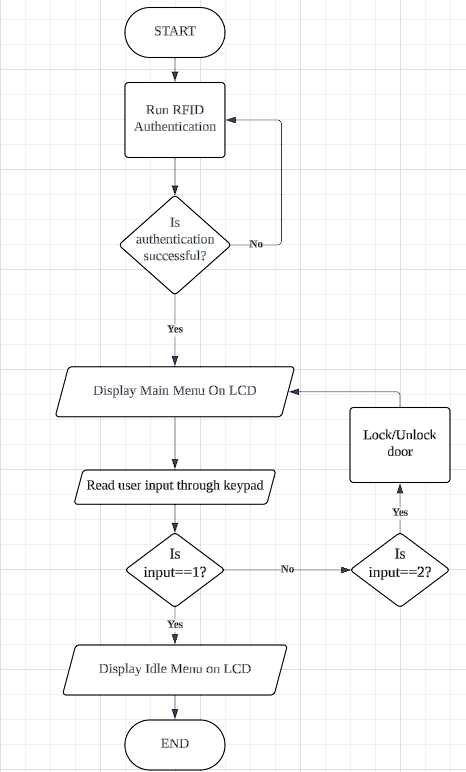 START
Run RFID
Authentication
Is
authentication
successful?
No
Yes
Display Main Menu On LCD
Lock/Unlock
door
Read user input through keypad
Yes
Is
input==1?
No
Is
input==2?
Yes
Display Idle Menu on LCD
END